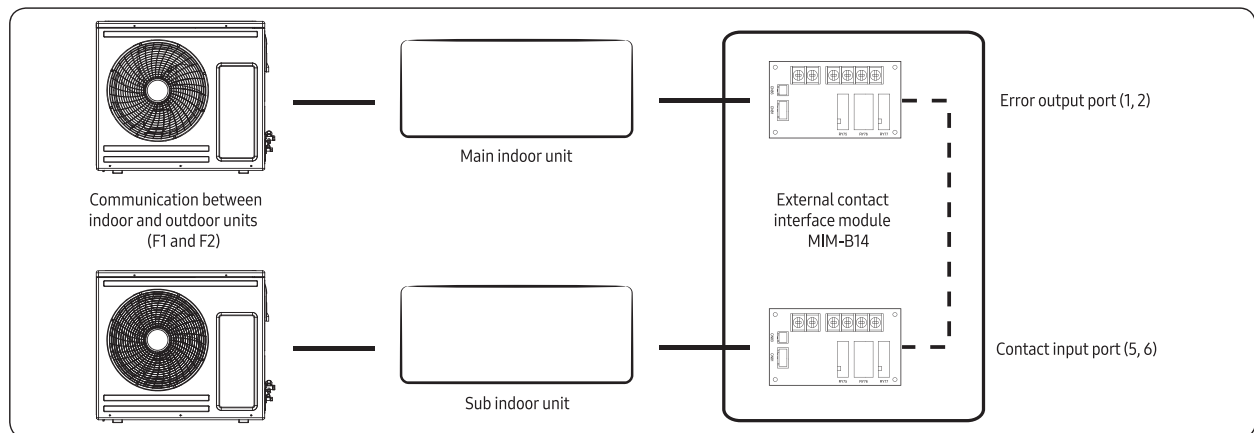 Error output port (1, 2)
Main indoor unit
Communication between
indoor and outdoor units
(F1 and F2)
External contact
interface module
MIM-B14
Contact input port (5, 6)
Sub indoor unit